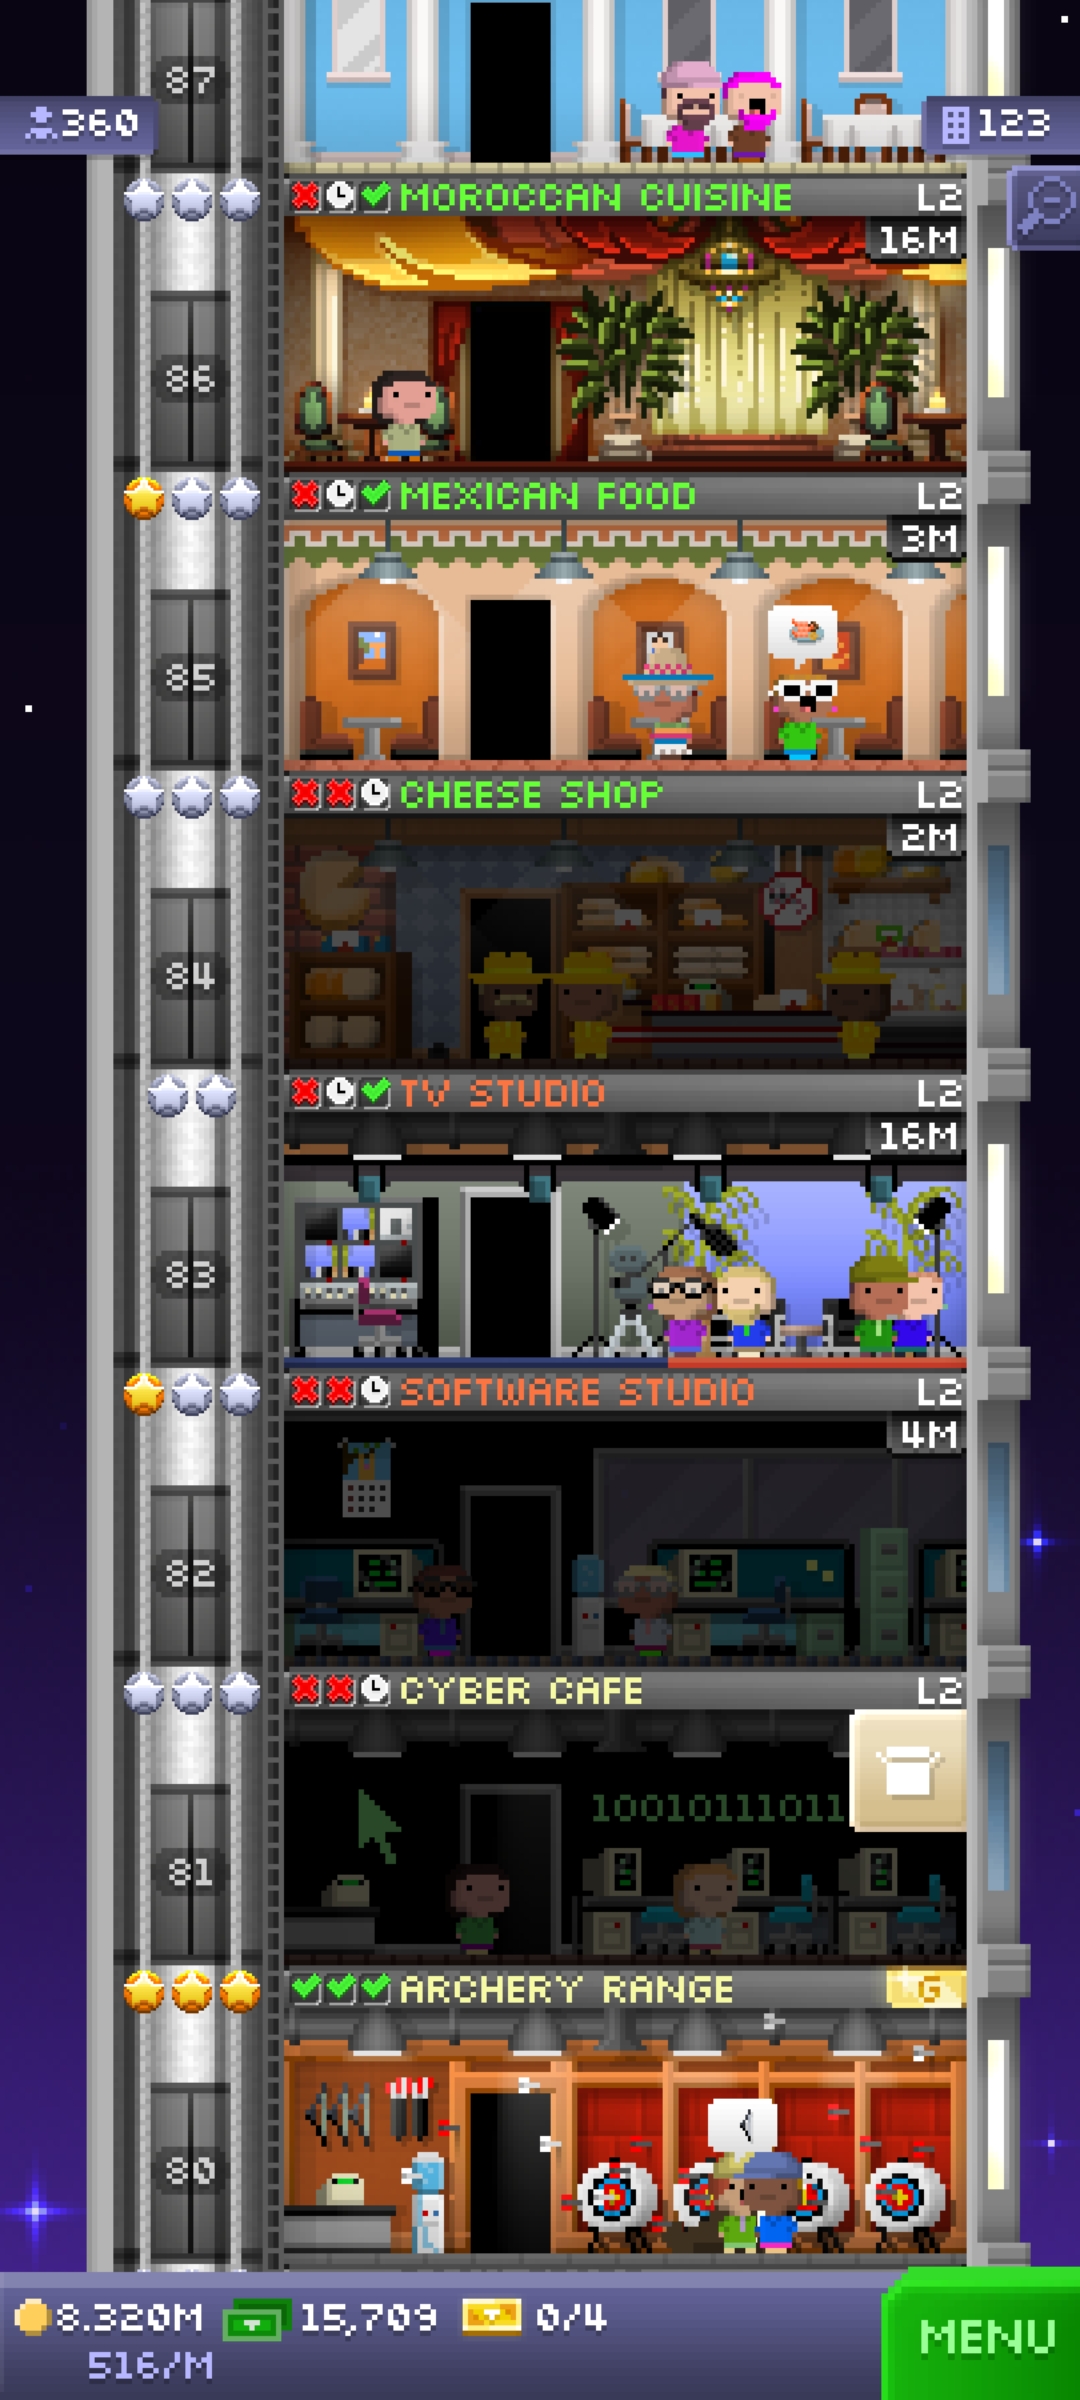 87
360
123
MOROCCAN CUISINE L2
16M
86
MEXICAN FOOD L2
3M
85
CHEESE SHOP L2
2M
84
TV STUDIO L2
16M
83
SOFTWARE STUDIO L2
4M
82
CYBER CAFE L2
10010111011
81
ARCHERY RANGE G
80
8.320M 15,709 0/4
516/M
MENU